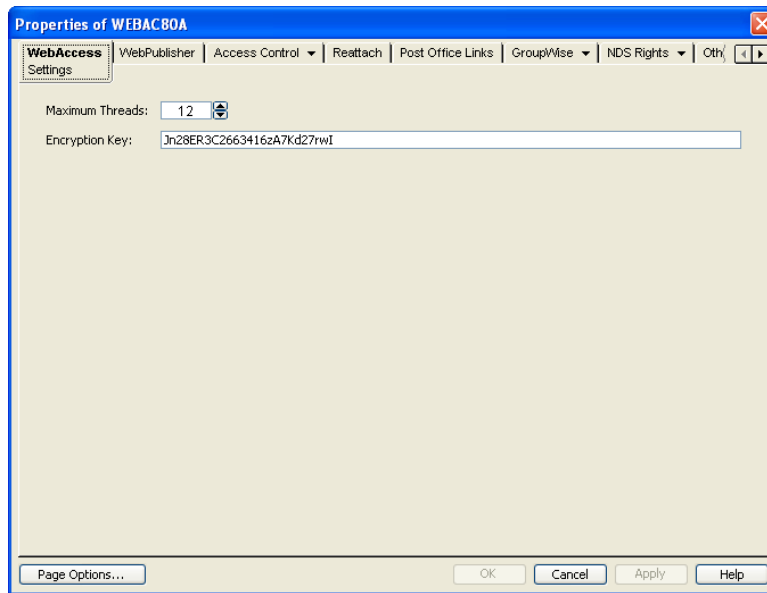 Properties of WEBAC80A
WebAccess WebPublisher Access Control Reattach Post Office Links GroupWise NDS Rights Oth
Settings
Maximum Threads: 12
Encryption Key: Jn28ER3C2663416zA7Kd27rwI
Page Options... OK Cancel Apply Help